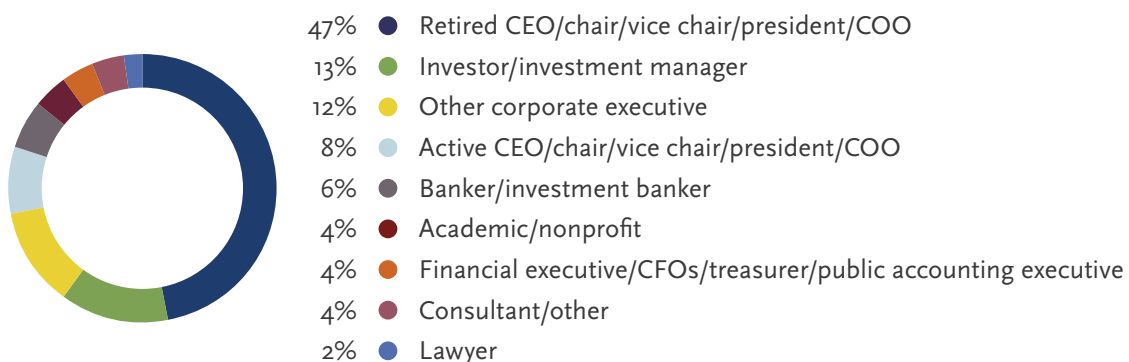 47% Retired CEO/chair/vice chair/president/COO
13% Investor/investment manager
12% Other corporate executive
8% Active CEO/chair/vice chair/president/COO
6% Banker/investment banker
4% Academic/nonprofit
4% Financial executive/CFOs/treasurer/public accounting executive
4% Consultant/other
2% Lawyer